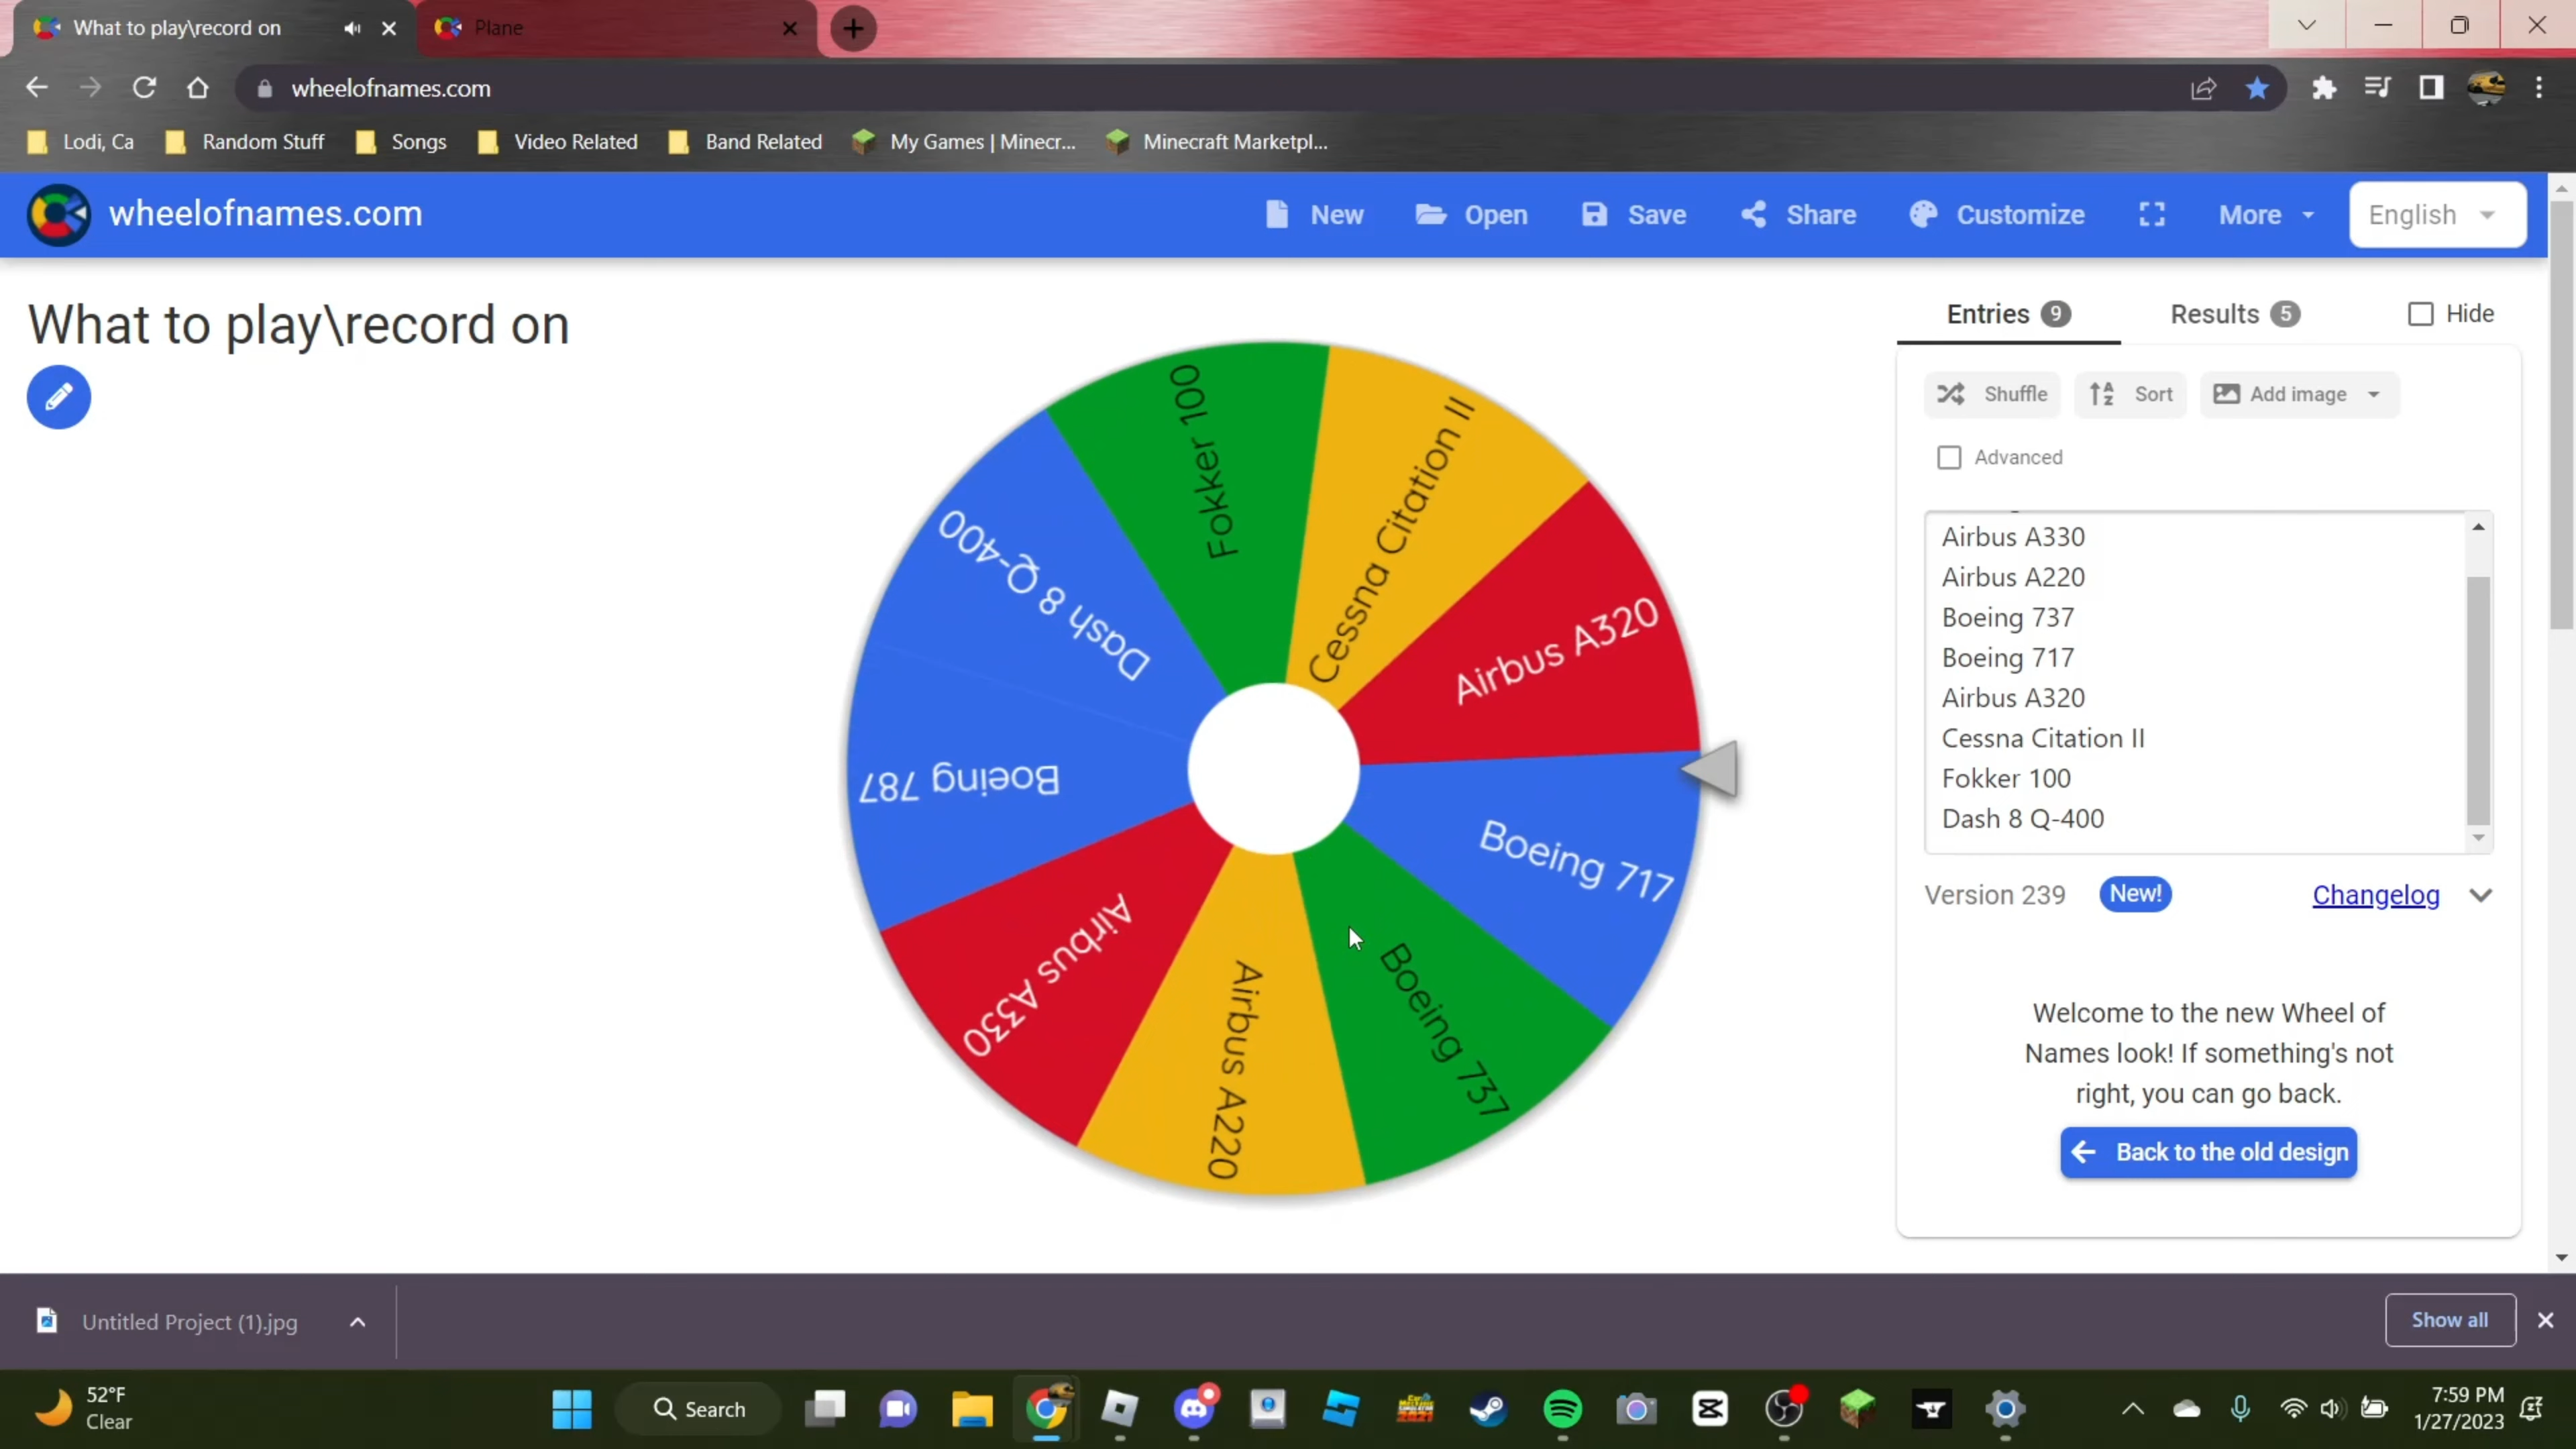 What to play\record on
Plane
wheelofnames.com
Lodi, Ca
Random Stuff
Songs
Video Related
Band Related
My Games | Minecr...
Minecraft Marketpl...
wheelofnames.com
New
Open
Save
Share
Customize
More
English
What to play\record on
Entries 9
Results 5
Hide
Shuffle
Sort
Add image
Advanced
Airbus A330
Airbus A220
Boeing 737
Boeing 717
Airbus A320
Cessna Citation II
Fokker 100
Dash 8 Q-400
Fokker 100
Cessna Citation II
Airbus A320
Boeing 717
Boeing 737
Airbus A220
Airbus A330
Boeing 787
Dash 8 Q-400
Version 239
New!
Changelog
Welcome to the new Wheel of
Names look! If something's not
right, you can go back.
Back to the old design
Untitled Project (1).jpg
Show all
52°F
Clear
Search
7:59 PM
1/27/2023